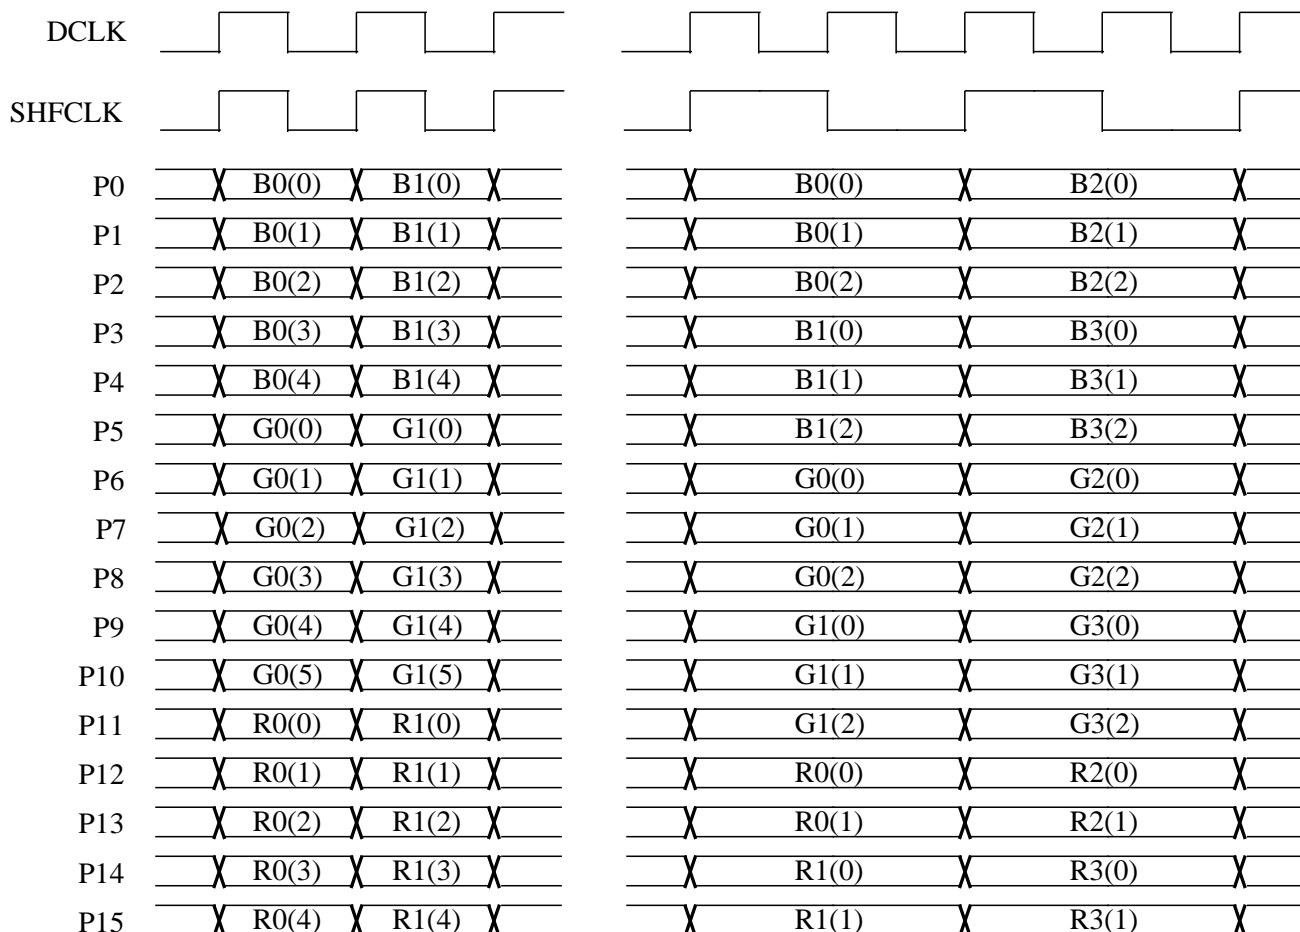 DCLK
SHFCLK
P0 B0(0) B1(0) B0(0) B2(0)
P1 B0(1) B1(1) B0(1) B2(1)
P2 B0(2) B1(2) B0(2) B2(2)
P3 B0(3) B1(3) B1(0) B3(0)
P4 B0(4) B1(4) B1(1) B3(1)
P5 G0(0) G1(0) B1(2) B3(2)
P6 G0(1) G1(1) G0(0) G2(0)
P7 G0(2) G1(2) G0(1) G2(1)
P8 G0(3) G1(3) G0(2) G2(2)
P9 G0(4) G1(4) G1(0) G3(0)
P10 G0(5) G1(5) G1(1) G3(1)
P11 R0(0) R1(0) G1(2) G3(2)
P12 R0(1) R1(1) R0(0) R2(0)
P13 R0(2) R1(2) R0(1) R2(1)
P14 R0(3) R1(3) R1(0) R3(0)
P15 R0(4) R1(4) R1(1) R3(1)